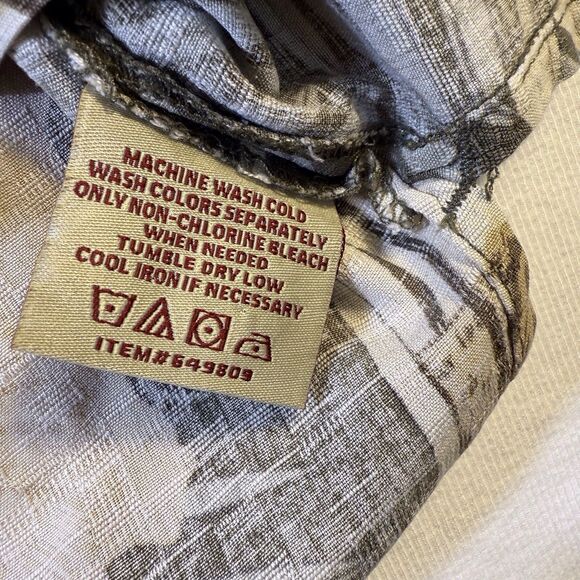 MACHINE WASH COLD
WASH COLORS SEPARATELY
ONLY NON-CHLORINE BLEACH
WHEN NEEDED
TUMBLE DRY LOW
COOL IRON IF NECESSARY
ITEM#649809